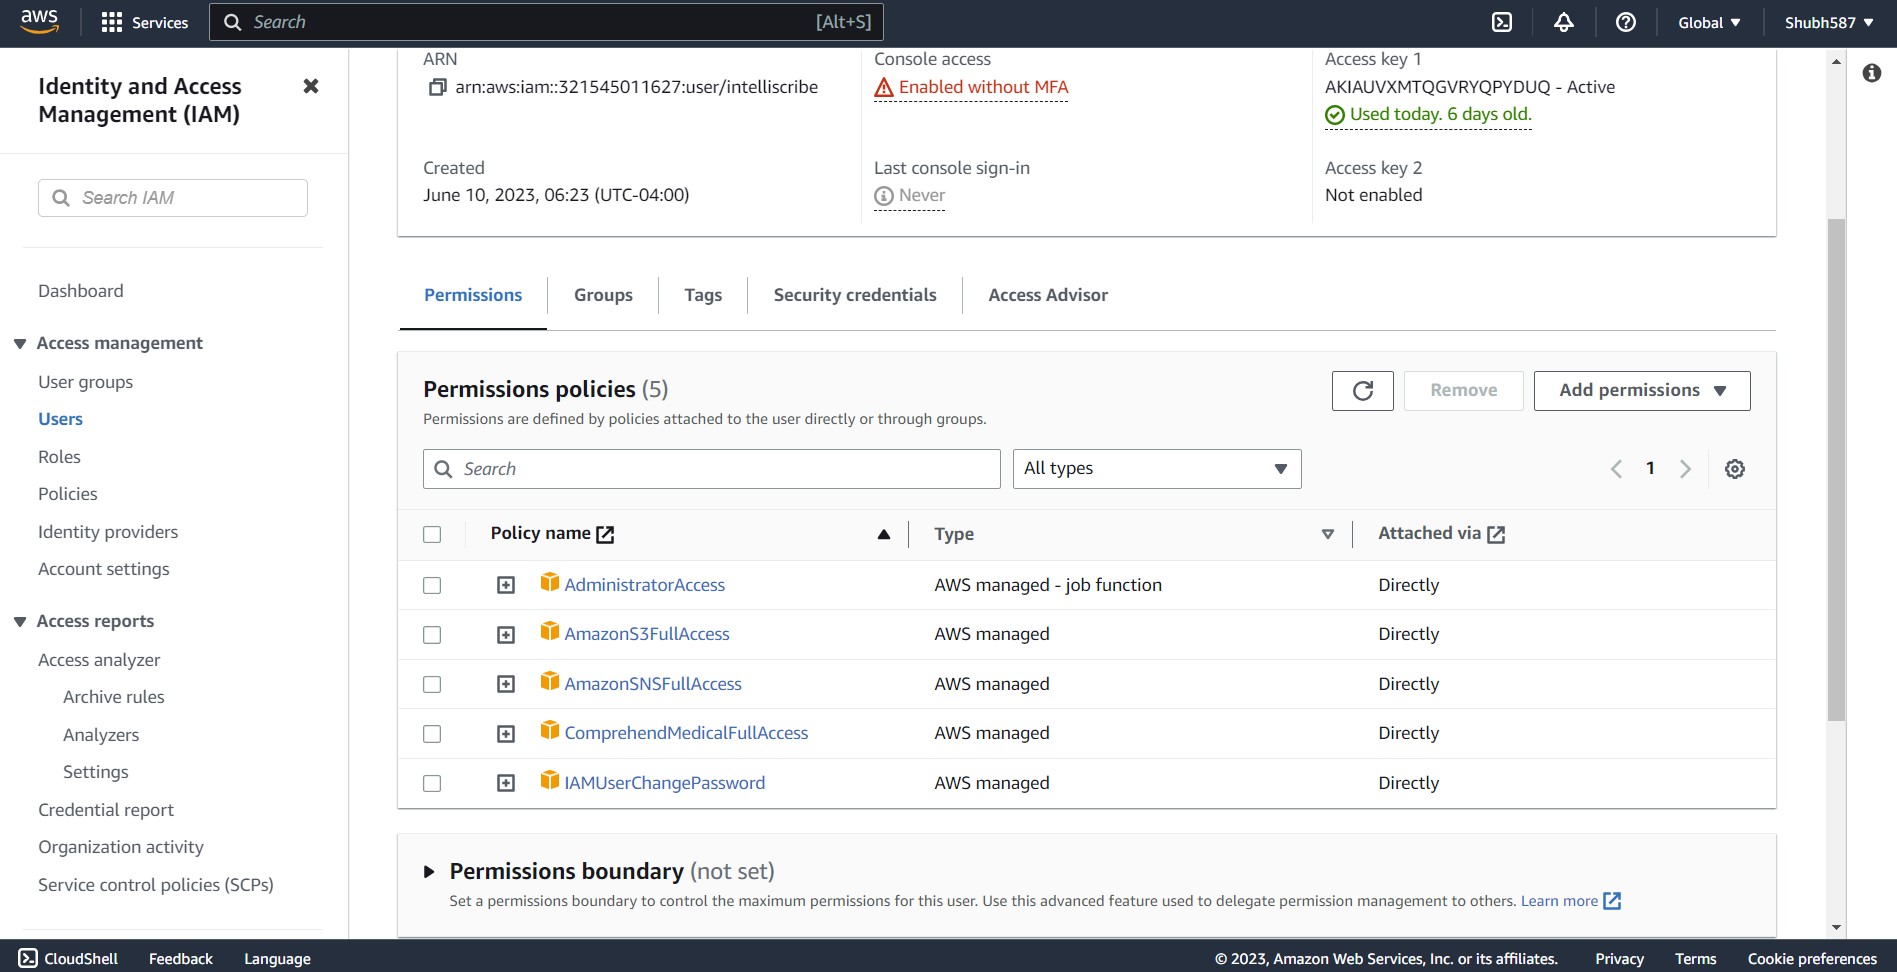 aws
Services
Search
[Alt+S]
Global
Shubh587
Identity and Access
Management (IAM)
Search IAM
Dashboard
Access management
User groups
Users
Roles
Policies
Identity providers
Account settings
Access reports
Access analyzer
Archive rules
Analyzers
Settings
Credential report
Organization activity
Service control policies (SCPs)
ARN
arn:aws:iam::321545011627:user/intelliscribe
Console access
Enabled without MFA
Access key 1
AKIAUVXMTQGVRYQPYDUQ - Active
Used today. 6 days old.
Created
June 10, 2023, 06:23 (UTC-04:00)
Last console sign-in
Never
Access key 2
Not enabled
Permissions
Groups
Tags
Security credentials
Access Advisor
Permissions policies (5)
Permissions are defined by policies attached to the user directly or through groups.
Remove
Add permissions
Search
All types
1
Policy name
Type
Attached via
AdministratorAccess
AWS managed - job function
Directly
AmazonS3FullAccess
AWS managed
Directly
AmazonSNSFullAccess
AWS managed
Directly
ComprehendMedicalFullAccess
AWS managed
Directly
IAMUserChangePassword
AWS managed
Directly
Permissions boundary (not set)
Set a permissions boundary to control the maximum permissions for this user. Use this advanced feature used to delegate permission management to others. Learn more
CloudShell
Feedback
Language
© 2023, Amazon Web Services, Inc. or its affiliates.
Privacy
Terms
Cookie preferences